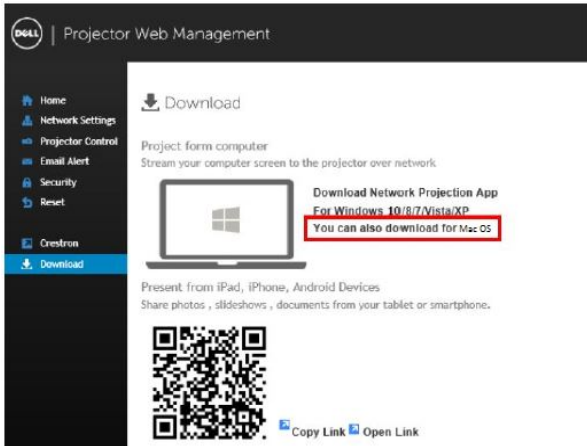 DELL | Projector Web Management
Home
Network Settings
Projector Control
Email Alert
Security
Reset
Crestron
Download
Download
Project form computer
Stream your computer screen to the projector over network
Download Network Projection App
For Windows 10/8/7/Vista/XP
You can also download for Mac OS
Present from iPad, iPhone, Android Devices
Share photos , slideshows , documents from your tablet or smartphone.
Copy Link Open Link